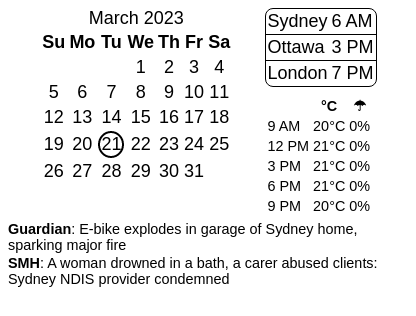 March 2023
Su Mo Tu We Th Fr Sa
1 2 3 4
5 6 7 8 9 10 11
12 13 14 15 16 17 18
19 20 21 22 23 24 25
26 27 28 29 30 31
Sydney 6 AM
Ottawa 3 PM
London 7 PM
°C ☂
9 AM 20°C 0%
12 PM 21°C 0%
3 PM 21°C 0%
6 PM 21°C 0%
9 PM 20°C 0%
Guardian: E-bike explodes in garage of Sydney home,
sparking major fire
SMH: A woman drowned in a bath, a carer abused clients:
Sydney NDIS provider condemned